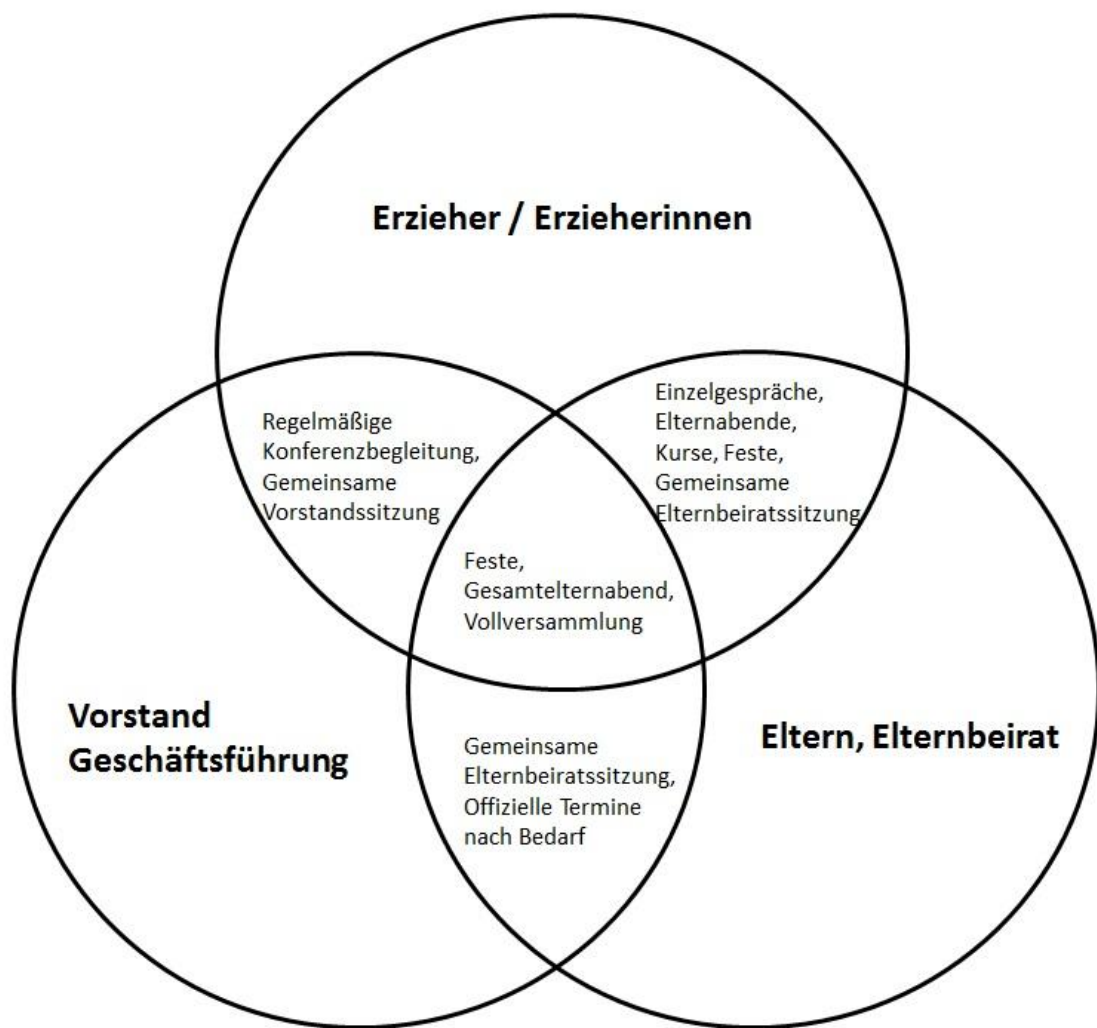 Erzieher / Erzieherinnen
Regelmäßige
Konferenzbegleitung,
Gemeinsame
Vorstandssitzung
Einzelgespräche,
Elternabende,
Kurse, Feste,
Gemeinsame
Elternbeiratssitzung
Feste,
Gesamtelternabend,
Vollversammlung
Vorstand
Geschäftsführung
Eltern, Elternbeirat
Gemeinsame
Elternbeiratssitzung,
Offizielle Termine
nach Bedarf